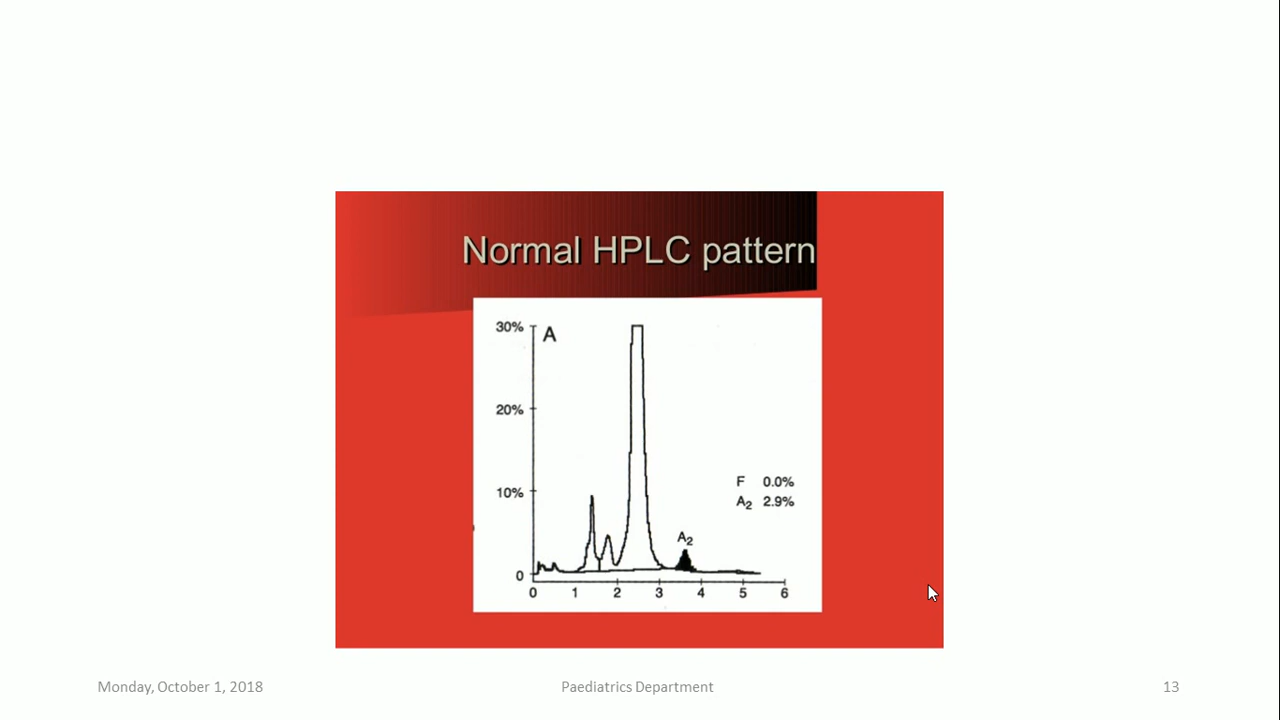 Normal HPLC pattern
30%
A
20%
10%
0
F 0.0%
A2 2.9%
A2
0 1 2 3 4 5 6
Monday, October 1, 2018
Paediatrics Department
13